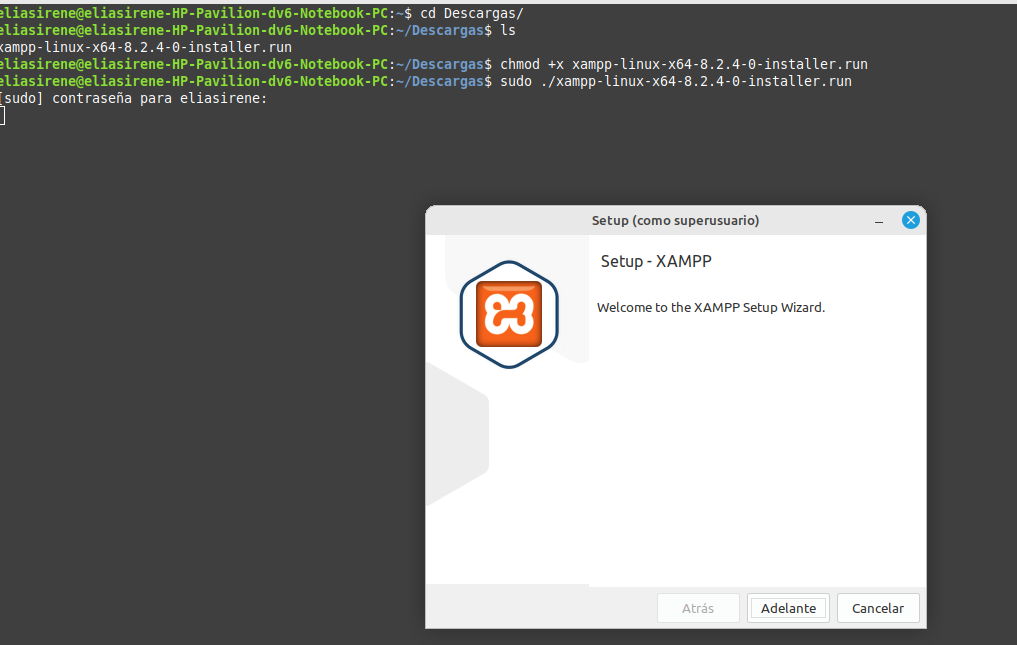 eliasirene@eliasirene-HP-Pavilion-dv6-Notebook-PC:~$ cd Descargas/
eliasirene@eliasirene-HP-Pavilion-dv6-Notebook-PC:~/Descargas$ ls
xampp-linux-x64-8.2.4-0-installer.run
eliasirene@eliasirene-HP-Pavilion-dv6-Notebook-PC:~/Descargas$ chmod +x xampp-linux-x64-8.2.4-0-installer.run
eliasirene@eliasirene-HP-Pavilion-dv6-Notebook-PC:~/Descargas$ sudo ./xampp-linux-x64-8.2.4-0-installer.run
[sudo] contraseña para eliasirene:
Setup (como superusuario)
Setup - XAMPP
Welcome to the XAMPP Setup Wizard.
Atrás
Adelante
Cancelar